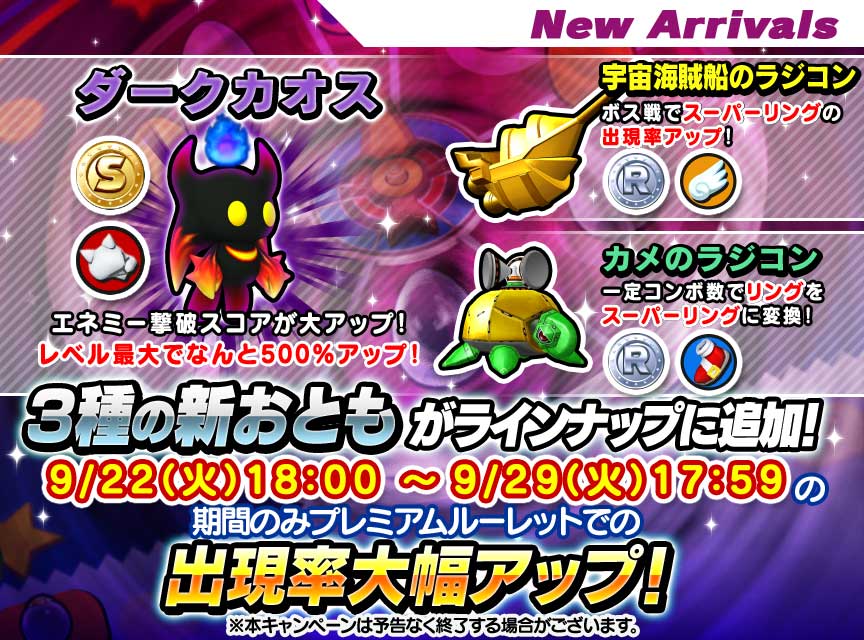 New Arrivals
ダークカオス
S
エネミー撃破スコアが大アップ!
レベル最大でなんと500%アップ!
宇宙海賊船のラジコン
ボス戦でスーパーリングの
出現率アップ!
R
カメのラジコン
一定コンボ数でリングを
スーパーリングに変換!
R
3種の新おともがラインナップに追加!
9/22(火)18:00 ～ 9/29(火)17:59の
期間のみプレミアムルーレットでの
出現率大幅アップ!
※本キャンペーンは予告なく終了する場合がございます。